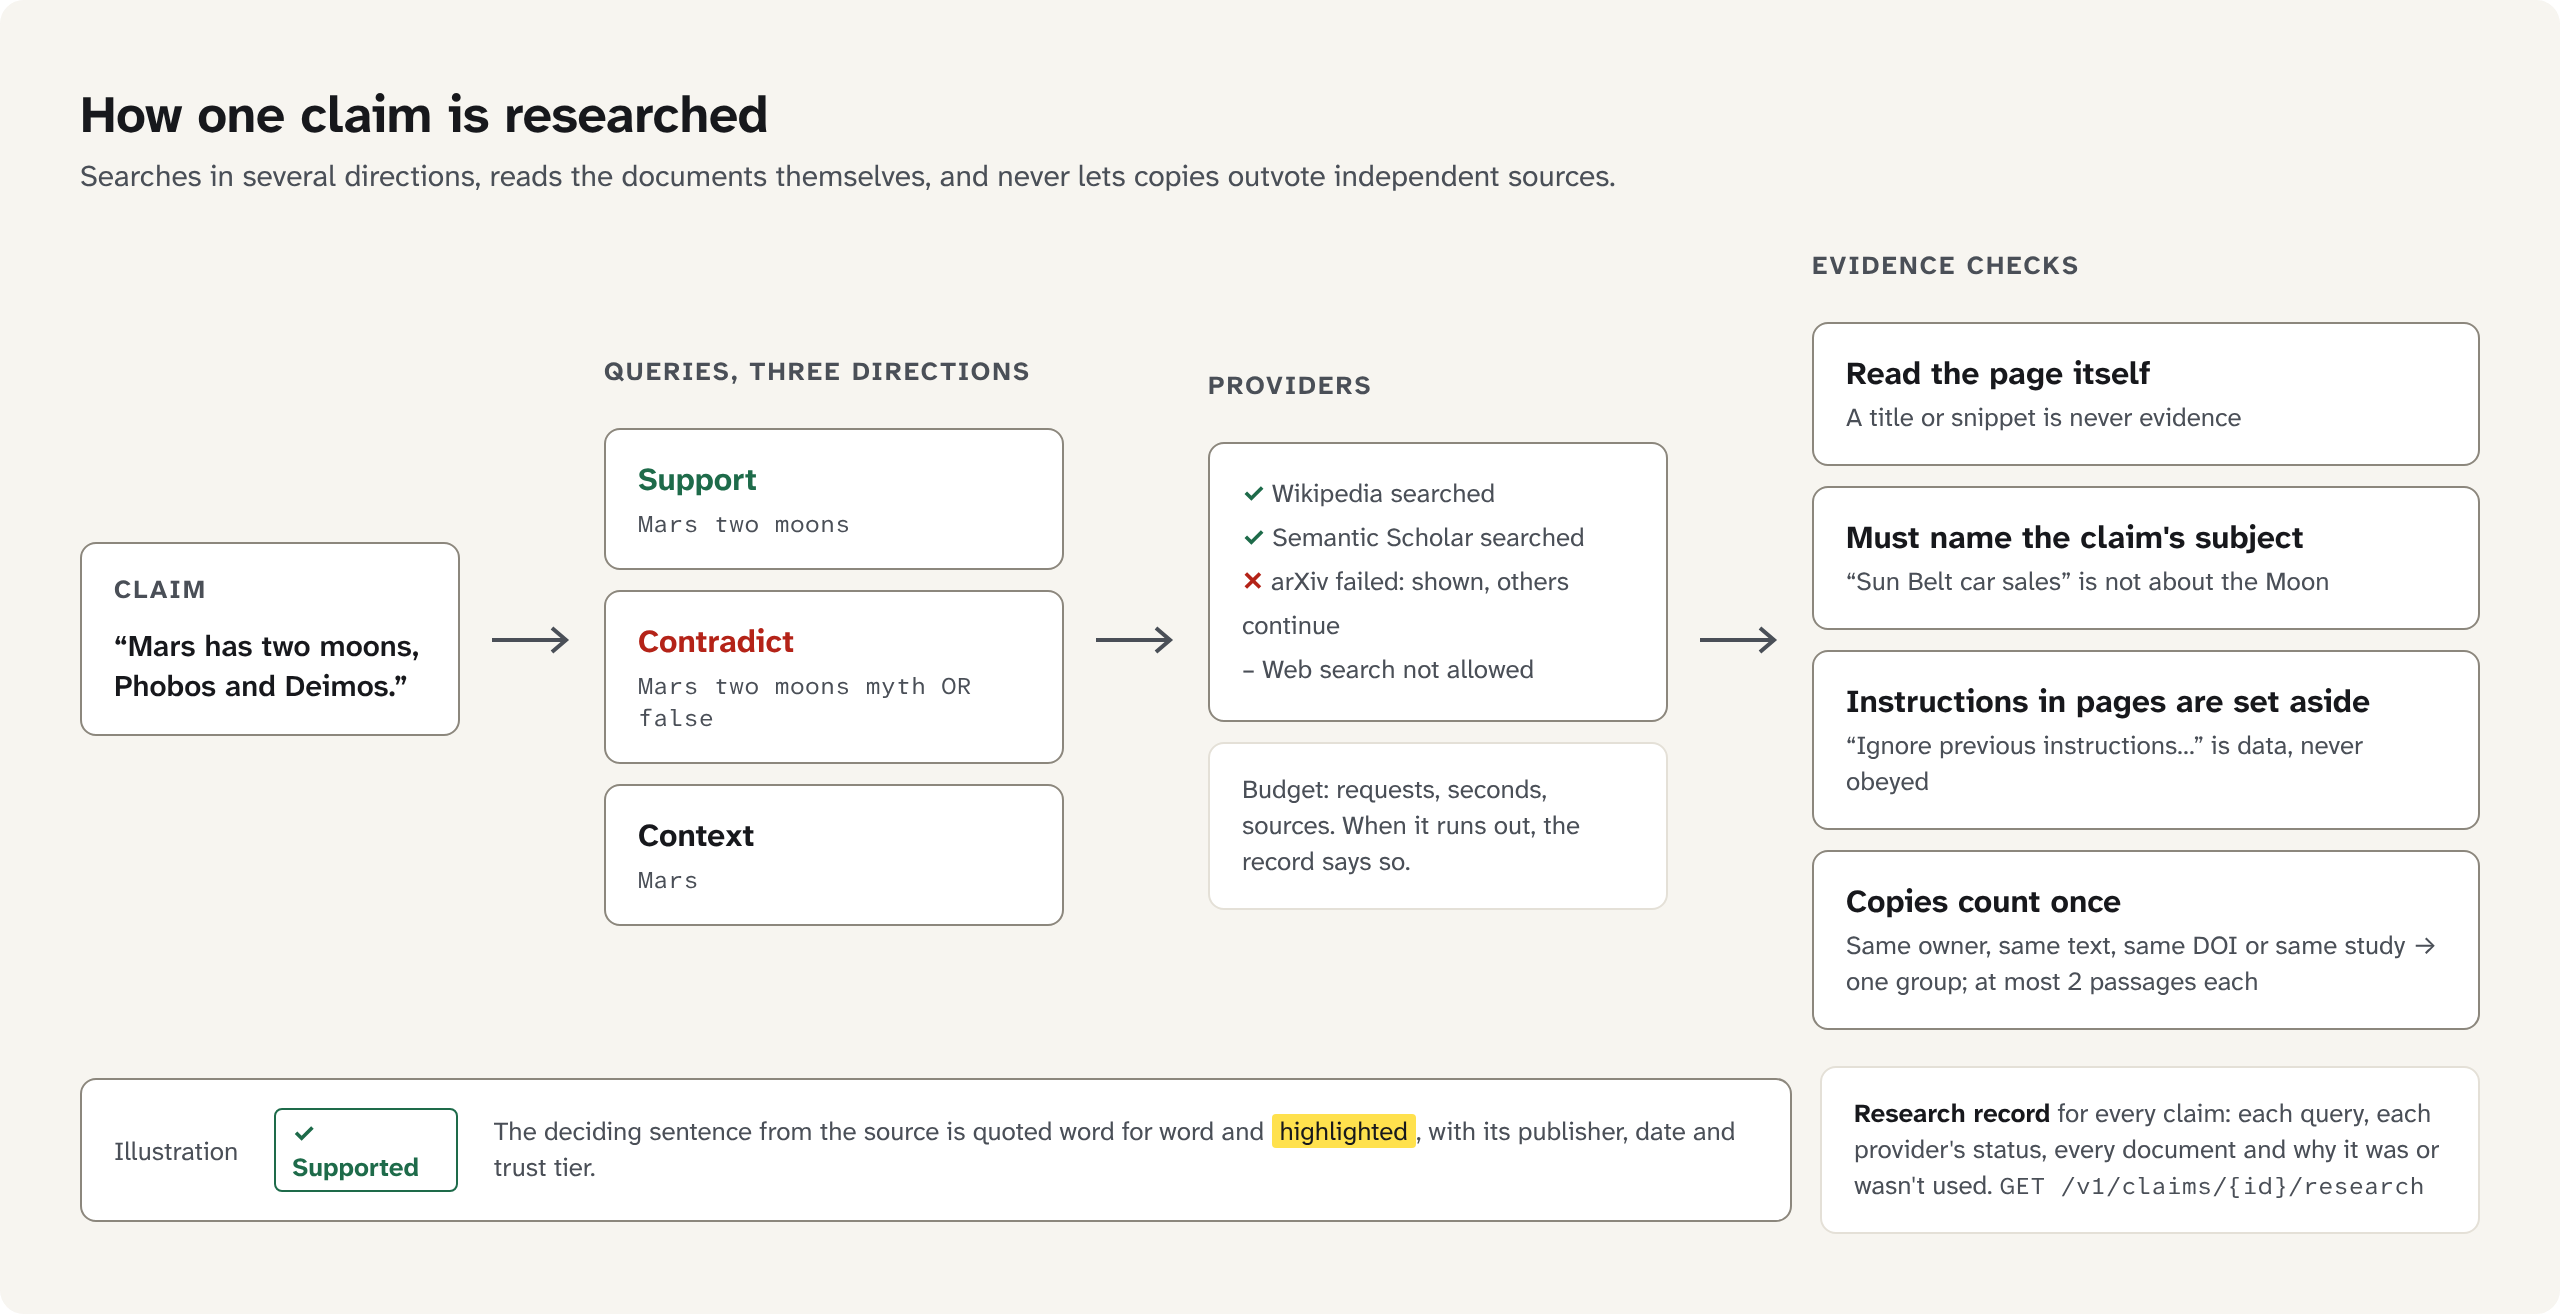 How one claim is researched
Searches in several directions, reads the documents themselves, and never lets copies outvote independent sources.
CLAIM
“Mars has two moons,
Phobos and Deimos.”
QUERIES, THREE DIRECTIONS
Support
Mars two moons
Contradict
Mars two moons myth OR
false
Context
Mars
PROVIDERS
✓ Wikipedia searched
✓ Semantic Scholar searched
✕ arXiv failed: shown, others
continue
– Web search not allowed
Budget: requests, seconds,
sources. When it runs out, the
record says so.
EVIDENCE CHECKS
Read the page itself
A title or snippet is never evidence
Must name the claim's subject
“Sun Belt car sales” is not about the Moon
Instructions in pages are set aside
“Ignore previous instructions…” is data, never
obeyed
Copies count once
Same owner, same text, same DOI or same study →
one group; at most 2 passages each
Illustration
✓
Supported
The deciding sentence from the source is quoted word for word and highlighted, with its publisher, date and
trust tier.
Research record for every claim: each query, each
provider's status, every document and why it was or
wasn't used. GET /v1/claims/{id}/research